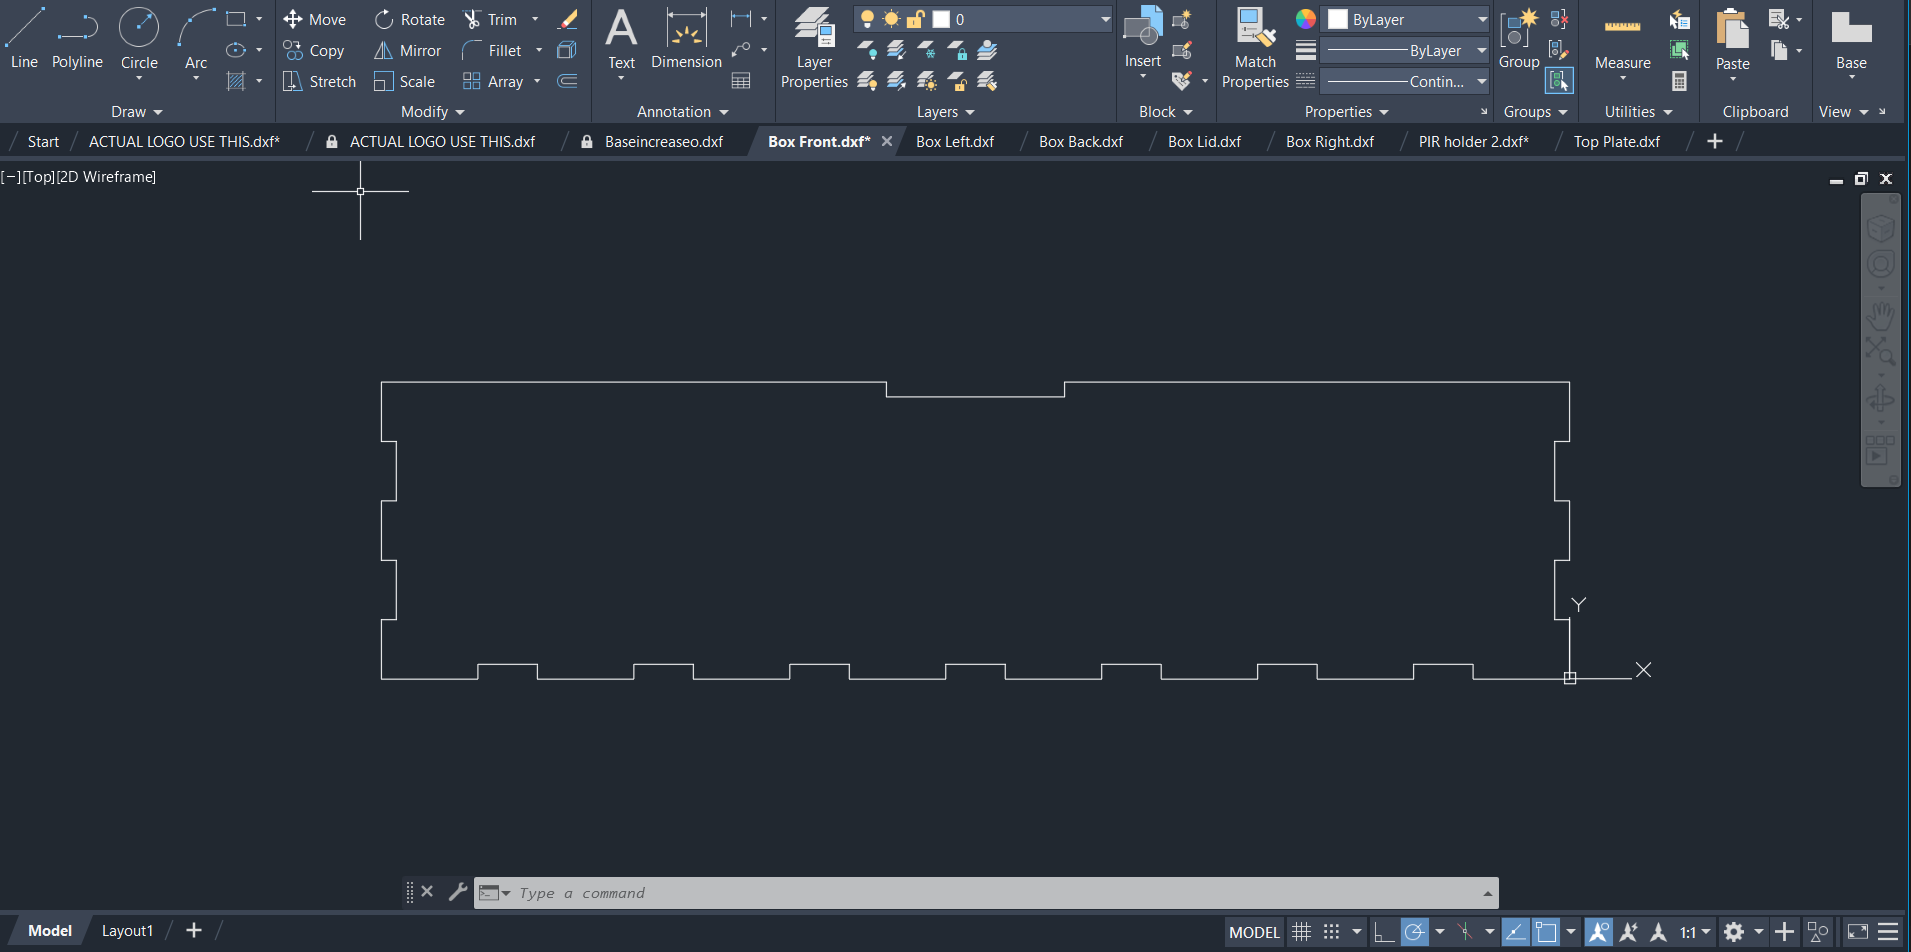 Line Polyline Circle Arc
Move Rotate Trim
Copy Mirror Fillet
Stretch Scale Array
Text Dimension
Layer Properties
0
Insert
Match Properties
ByLayer
ByLayer
Contin...
Group
Measure
Paste
Base
Draw Modify Annotation Layers Block Properties Groups Utilities Clipboard View
Start ACTUAL LOGO USE THIS.dxf* ACTUAL LOGO USE THIS.dxf Baseincreaseo.dxf Box Front.dxf* Box Left.dxf Box Back.dxf Box Lid.dxf Box Right.dxf PIR holder 2.dxf* Top Plate.dxf
[−][Top][2D Wireframe]
Y
X
Type a command
Model Layout1 MODEL 1:1